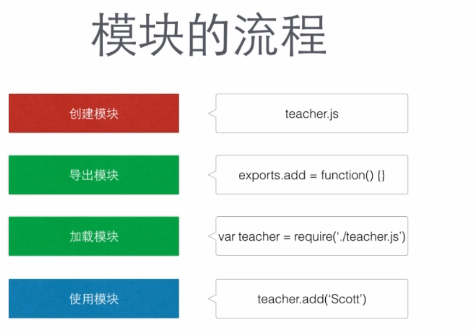 模块的流程
创建模块
teacher.js
导出模块
exports.add = function() {}
加载模块
var teacher = require(‘./teacher.js’)
使用模块
teacher.add(‘Scott’)